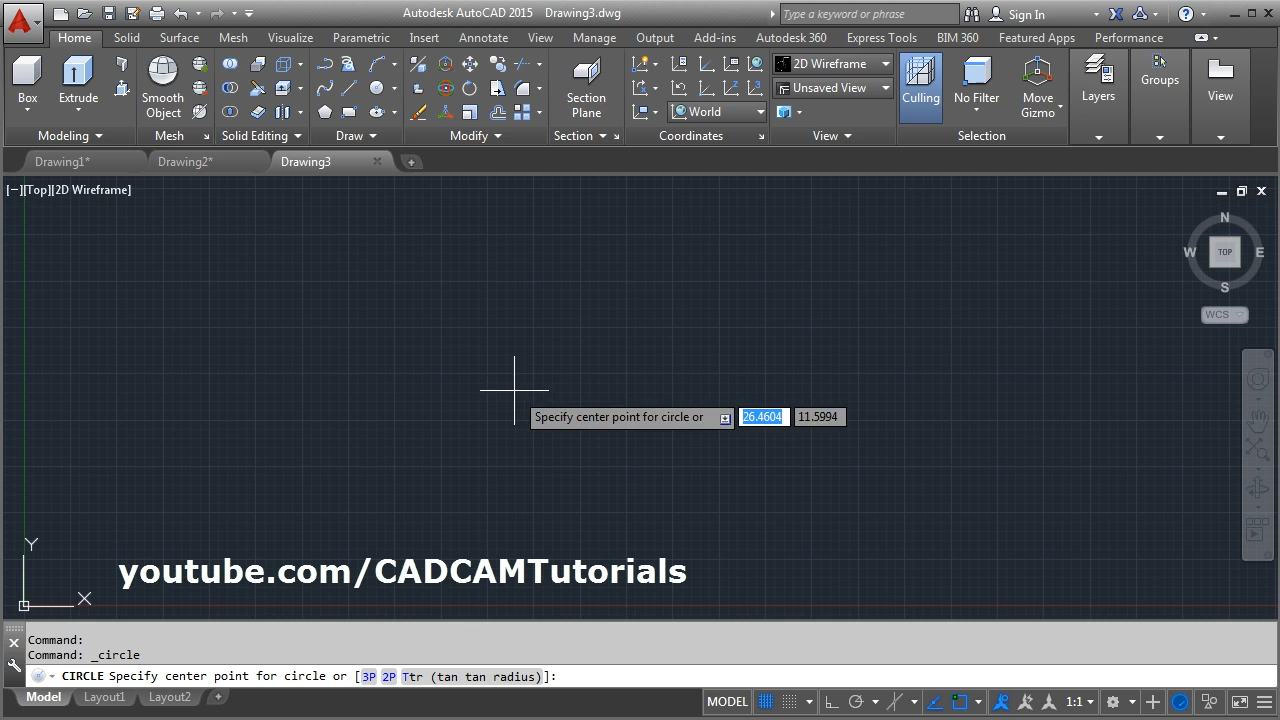 Autodesk AutoCAD 2015 Drawing3.dwg
Type a keyword or phrase
Sign In
Home Solid Surface Mesh Visualize Parametric Insert Annotate View Manage Output Add-ins Autodesk 360 Express Tools BIM 360 Featured Apps Performance
Box
Extrude
Smooth
Object
Section
Plane
World
2D Wireframe
Unsaved View
Culling
No Filter
Move
Gizmo
Layers
Groups
View
Modeling Mesh Solid Editing Draw Modify Section Coordinates View Selection
Drawing1* Drawing2* Drawing3
[−][Top][2D Wireframe]
N
W TOP E
S
WCS
Specify center point for circle or 26.4604 11.5994
Y
X
youtube.com/CADCAMTutorials
Command:
Command: _circle
CIRCLE Specify center point for circle or [3P 2P Ttr (tan tan radius)]:
Model Layout1 Layout2 +
MODEL 1:1